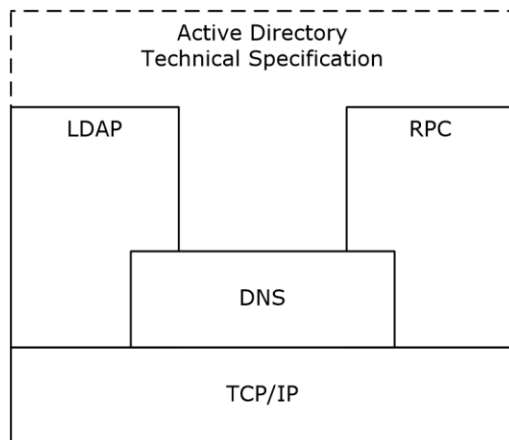 Active Directory
Technical Specification
LDAP
RPC
DNS
TCP/IP